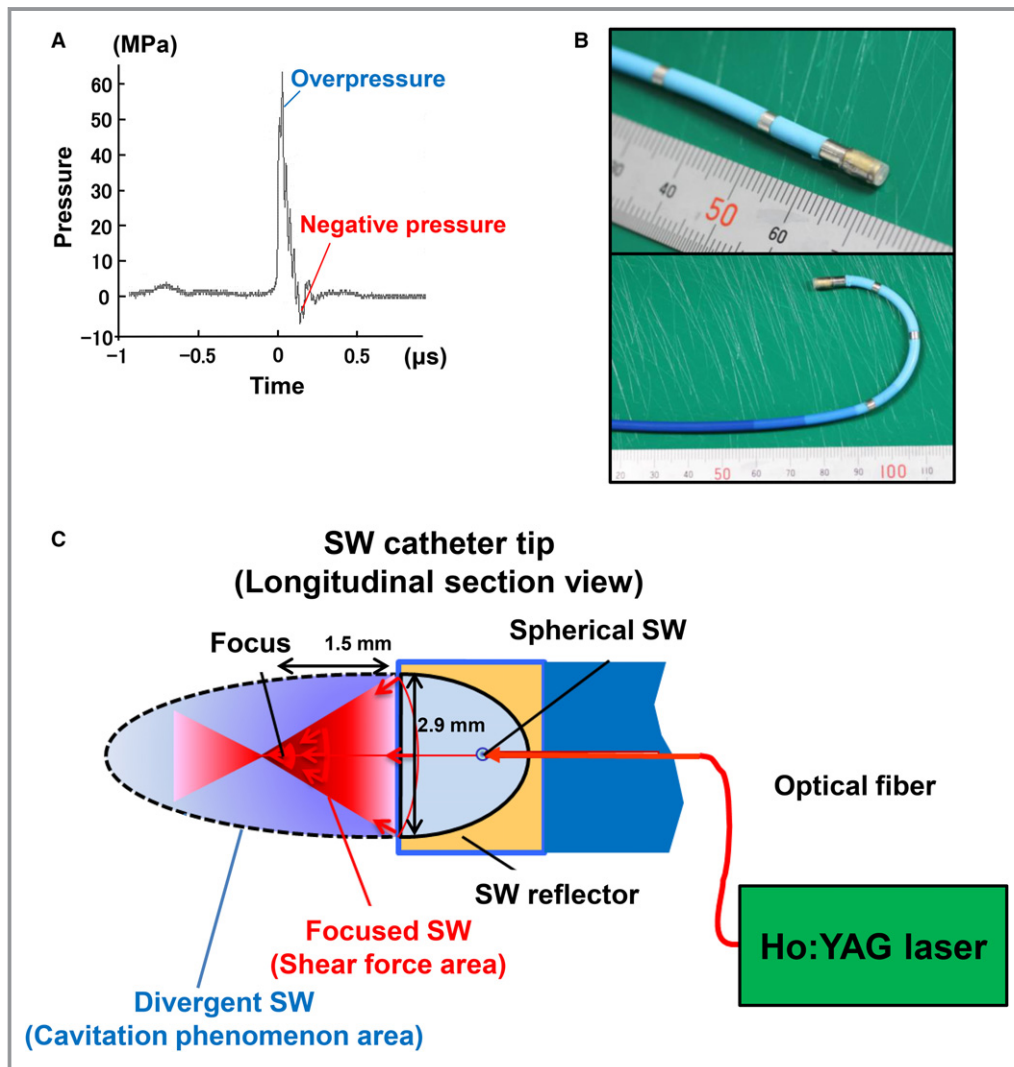 A
(MPa)
60
50
40
30
20
10
0
−10
Pressure
Overpressure
Negative pressure
−1
−0.5
0
0.5
(µs)
Time
B
40
50
60
20
30
40
50
60
70
80
90
100
110
C
SW catheter tip
(Longitudinal section view)
Focus
1.5 mm
Spherical SW
2.9 mm
Optical fiber
SW reflector
Focused SW
(Shear force area)
Ho:YAG laser
Divergent SW
(Cavitation phenomenon area)